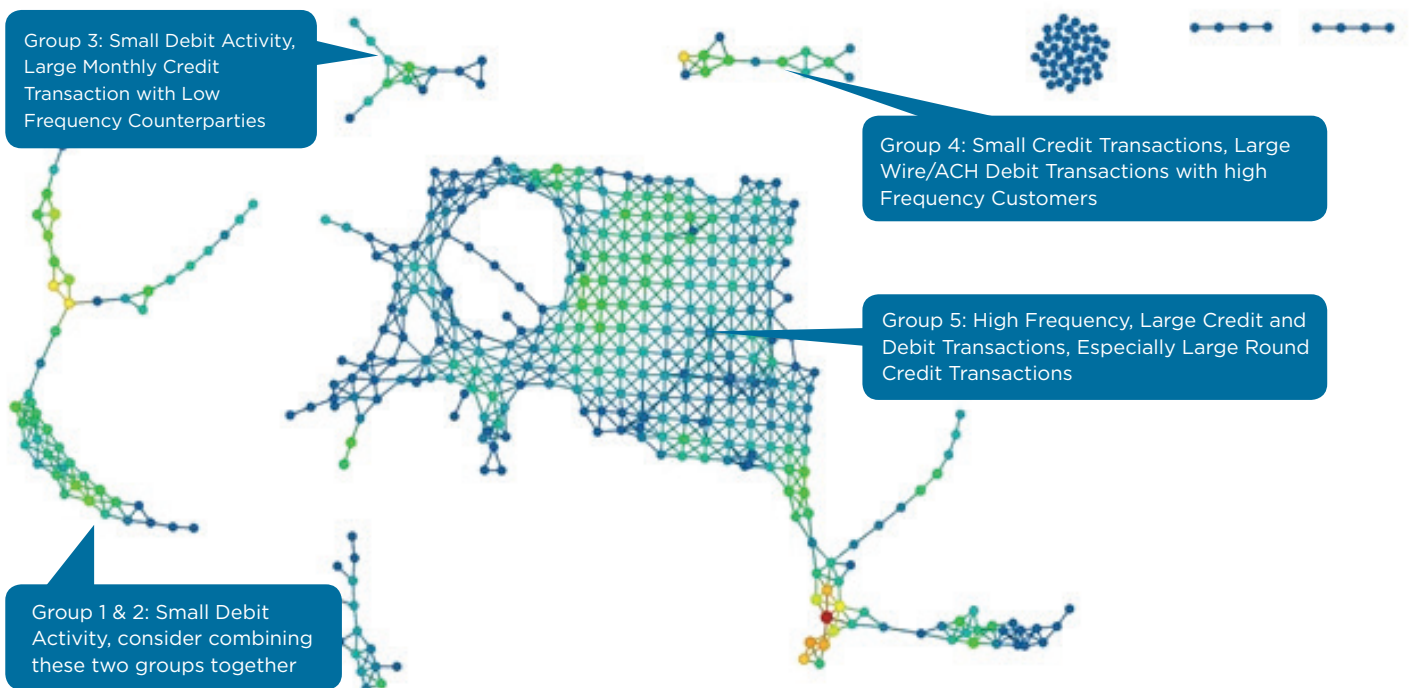 Group 3: Small Debit Activity,
Large Monthly Credit
Transaction with Low
Frequency Counterparties
Group 4: Small Credit Transactions, Large
Wire/ACH Debit Transactions with high
Frequency Customers
Group 5: High Frequency, Large Credit and
Debit Transactions, Especially Large Round
Credit Transactions
Group 1 & 2: Small Debit
Activity, consider combining
these two groups together